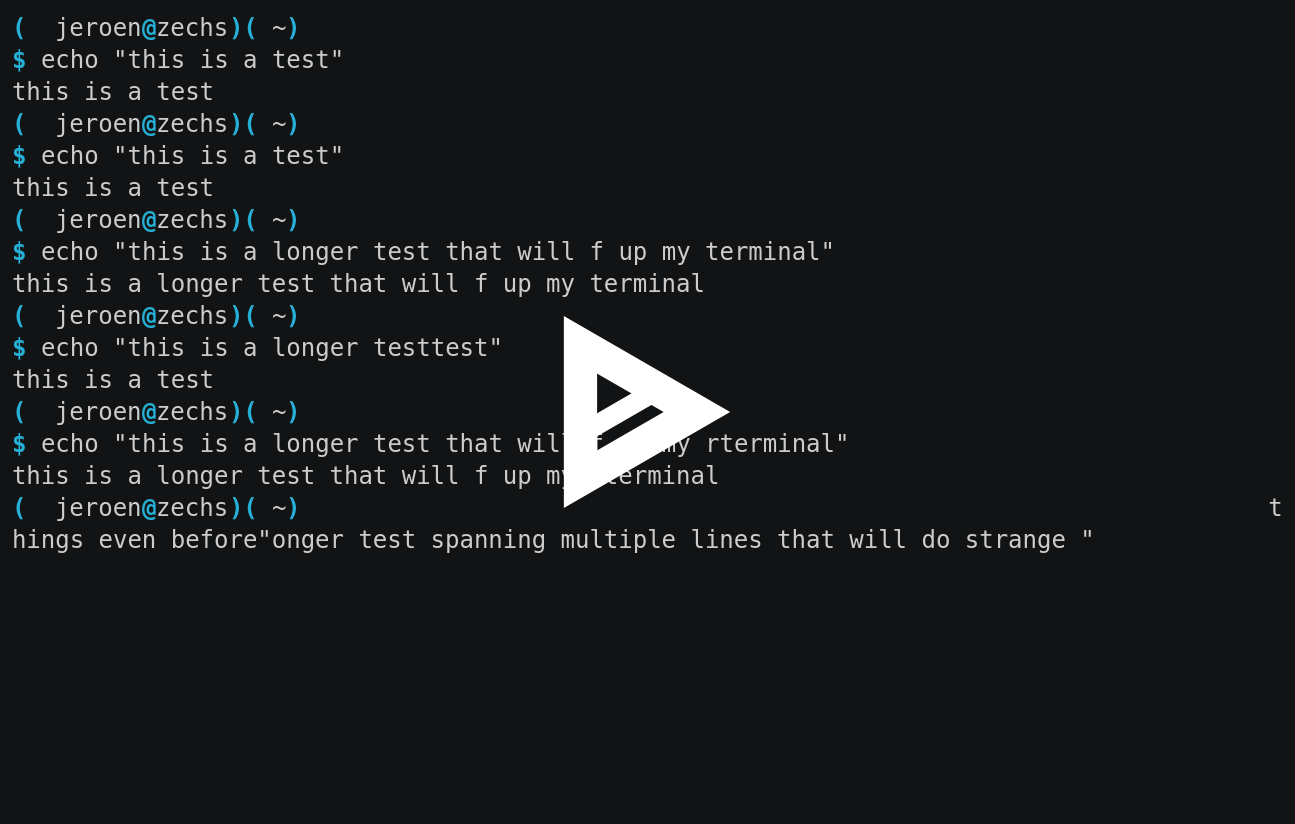 (  jeroen@zechs)( ~)
$ echo "this is a test"
this is a test
(  jeroen@zechs)( ~)
$ echo "this is a test"
this is a test
(  jeroen@zechs)( ~)
$ echo "this is a longer test that will f up my terminal"
this is a longer test that will f up my terminal
(  jeroen@zechs)( ~)
$ echo "this is a longer testtest"
this is a test
(  jeroen@zechs)( ~)
$ echo "this is a longer test that will f my rterminal"
this is a longer test that will f up my terminal
(  jeroen@zechs)( ~) t
hings even before"onger test spanning multiple lines that will do strange "